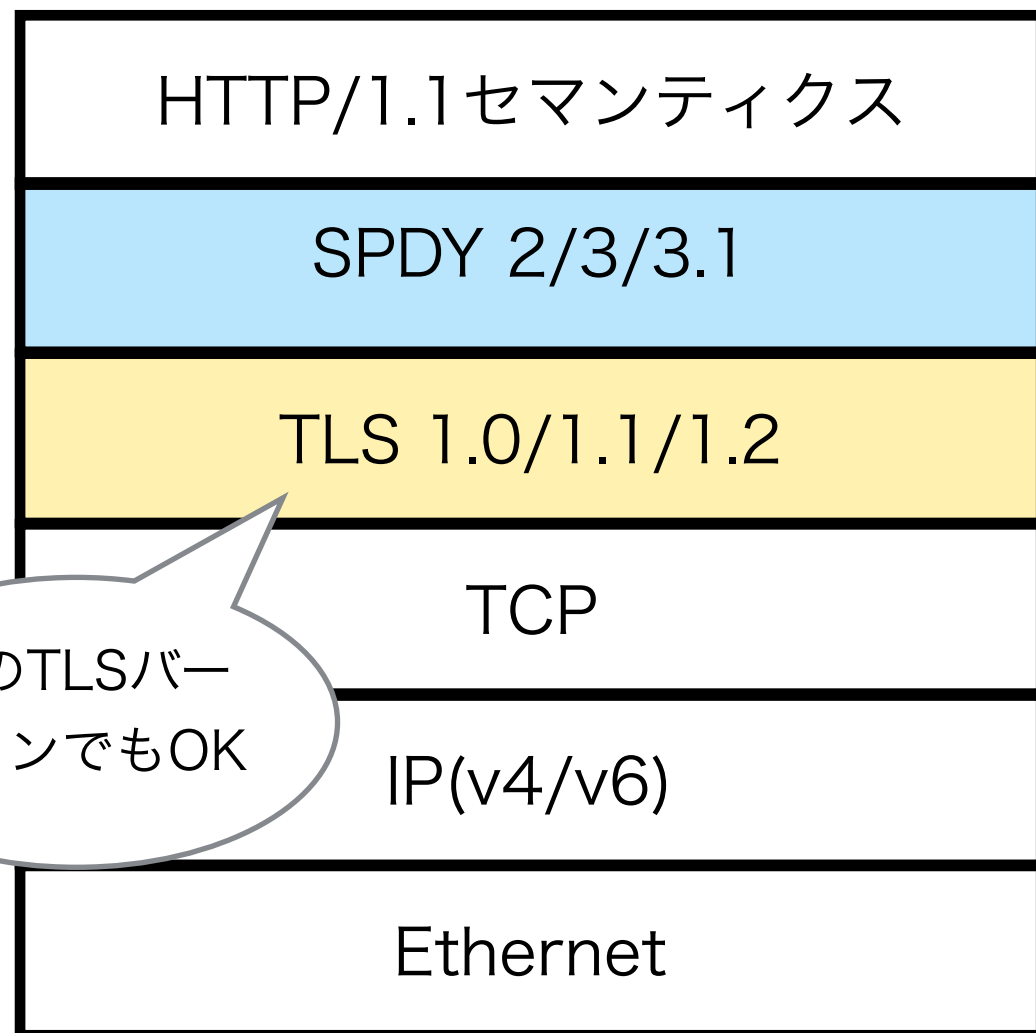 HTTP/1.1セマンティクス
SPDY 2/3/3.1
TLS 1.0/1.1/1.2
TCP
のTLSバー
ンでもOK
IP(v4/v6)
Ethernet